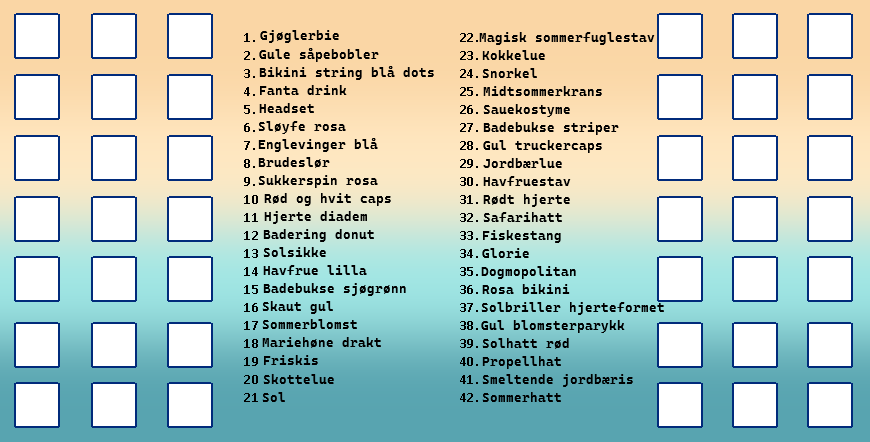 1. Gjøglerbie
2. Gule såpebobler
3. Bikini string blå dots
4. Fanta drink
5. Headset
6. Sløyfe rosa
7. Englevinger blå
8. Brudeslør
9. Sukkerspin rosa
10 Rød og hvit caps
11 Hjerte diadem
12 Badering donut
13 Solsikke
14 Havfrue lilla
15 Badebukse sjøgrønn
16 Skaut gul
17 Sommerblomst
18 Mariehøne drakt
19 Friskis
20 Skottelue
21 Sol
22. Magisk sommerfuglestav
23. Kokkelue
24. Snorkel
25. Midtsommerkrans
26. Sauekostyme
27. Badebukse striper
28. Gul truckercaps
29. Jordbærlue
30. Havfruestav
31. Rødt hjerte
32. Safarihatt
33. Fiskestang
34. Glorie
35. Dogmopolitan
36. Rosa bikini
37. Solbriller hjerteformet
38. Gul blomsterparykk
39. Solhatt rød
40. Propellhat
41. Smeltende jordbæris
42. Sommerhatt